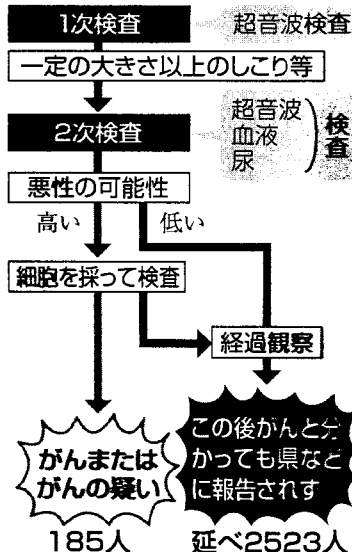 1次検査
超音波検査
一定の大きさ以上のしこり等
2次検査
超音波
血液
尿
検査
悪性の可能性
高い
低い
細胞を採って検査
経過観察
がんまたは
がんの疑い
185人
この後がんと分
かっても県など
に報告されず
延べ2523人